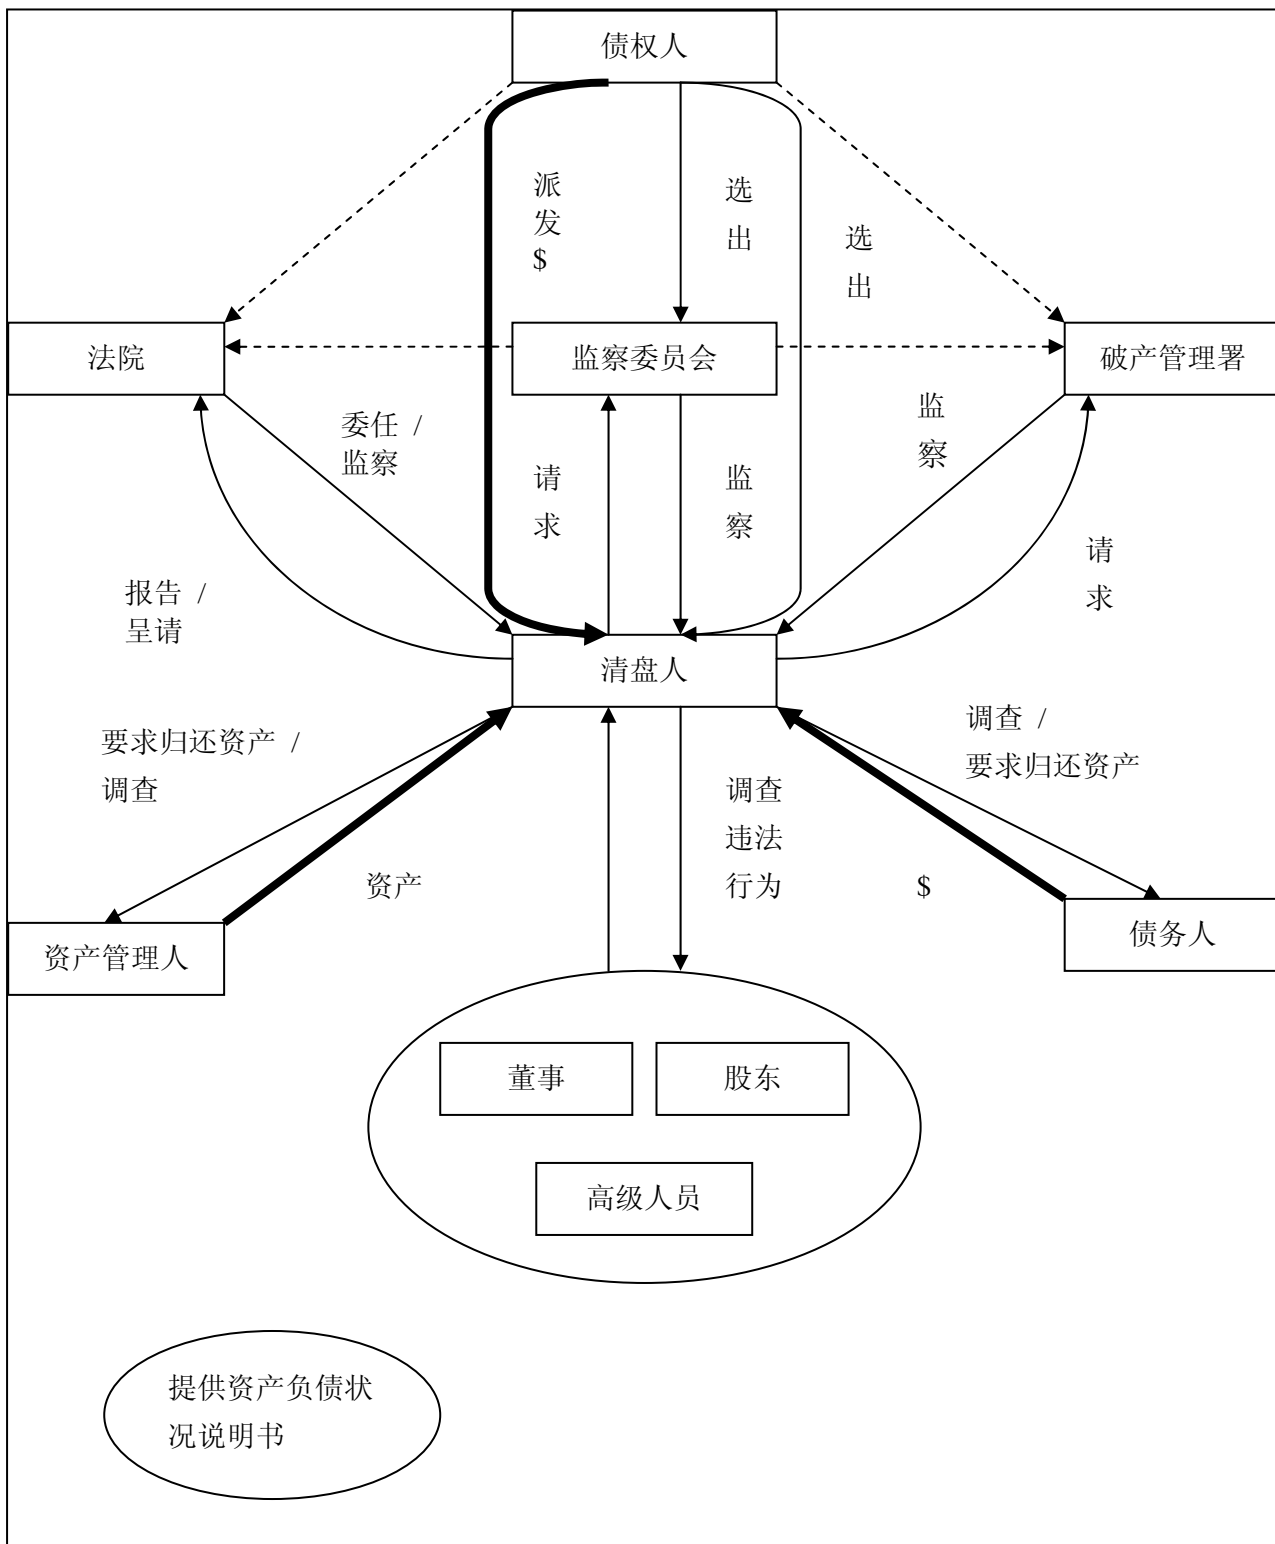 债权人
派
发
$
选
出
选
出
法院
监察委员会
破产管理署
委任 /
监察
请
求
监
察
监
察
请
求
报告 /
呈请
清盘人
要求归还资产 /
调查
调查 /
要求归还资产
资产
调查
违法
行为
$
资产管理人
债务人
董事
股东
高级人员
提供资产负债状
况说明书